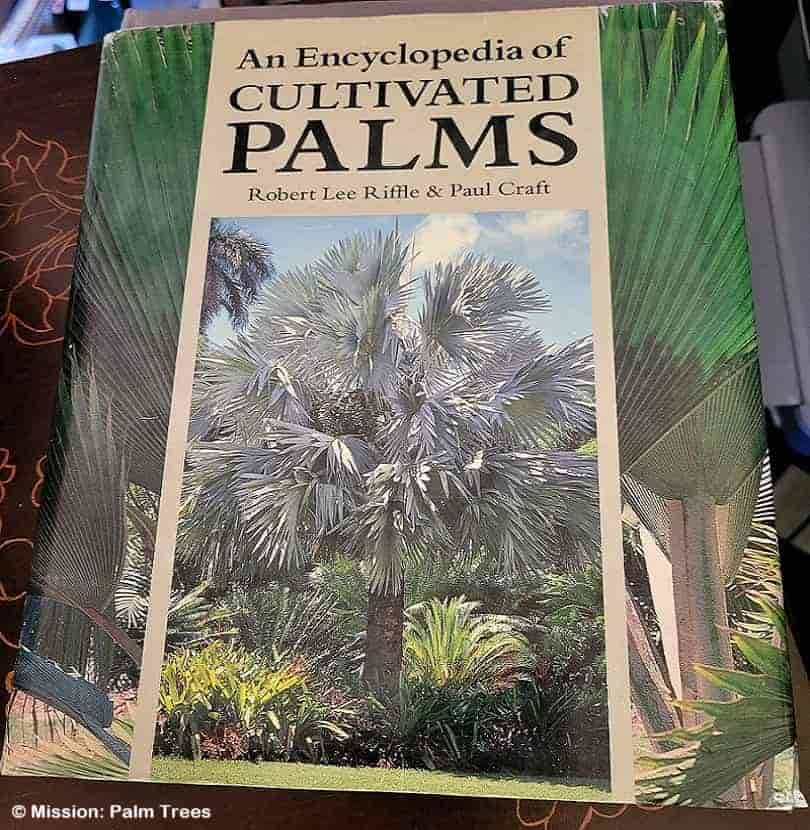 An Encyclopedia of
CULTIVATED
PALMS
Robert Lee Riffle & Paul Craft
© Mission: Palm Trees